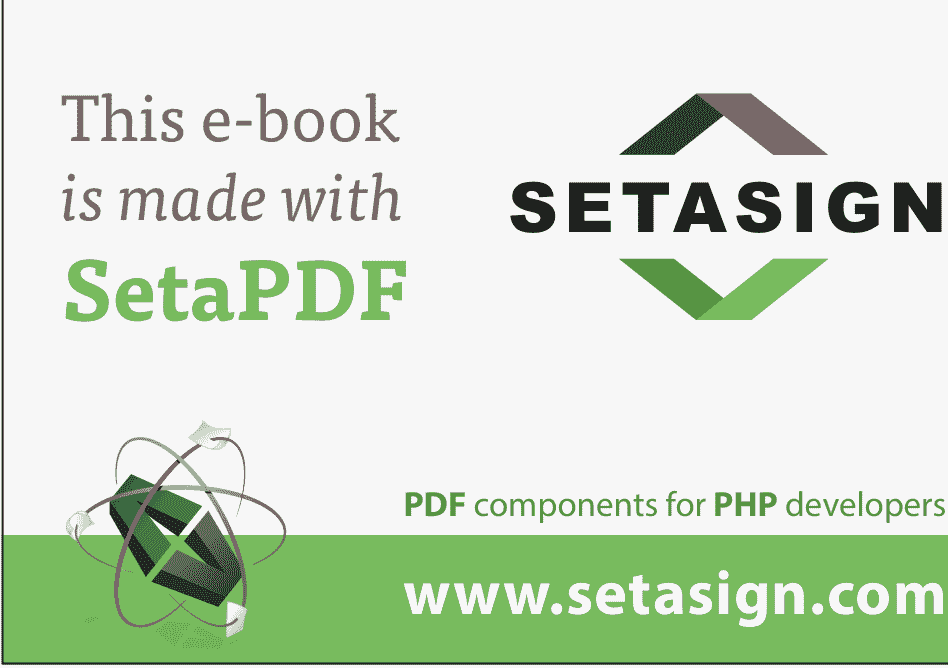 This e-book
is made with
SetaPDF
SETASIGN
PDF components for PHP developers
www.setasign.com